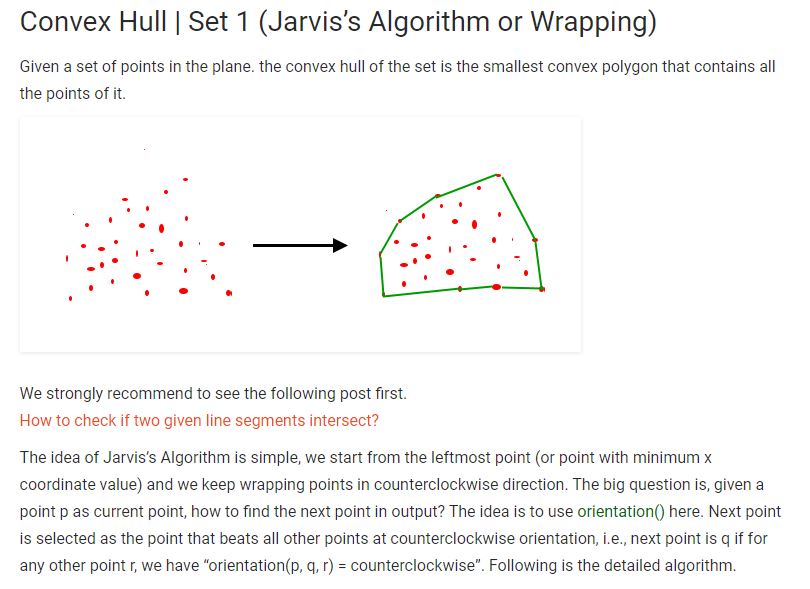 Convex Hull | Set 1 (Jarvis’s Algorithm or Wrapping)
Given a set of points in the plane. the convex hull of the set is the smallest convex polygon that contains all
the points of it.
We strongly recommend to see the following post first.
How to check if two given line segments intersect?
The idea of Jarvis’s Algorithm is simple, we start from the leftmost point (or point with minimum x
coordinate value) and we keep wrapping points in counterclockwise direction. The big question is, given a
point p as current point, how to find the next point in output? The idea is to use orientation() here. Next point
is selected as the point that beats all other points at counterclockwise orientation, i.e., next point is q if for
any other point r, we have “orientation(p, q, r) = counterclockwise”. Following is the detailed algorithm.